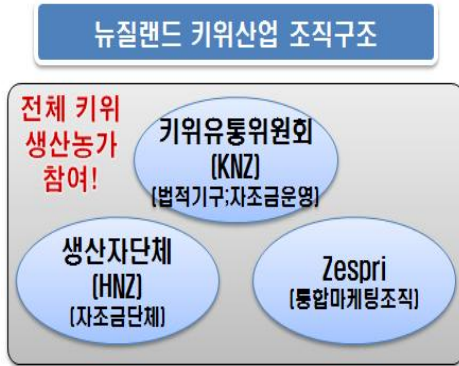 뉴질랜드 키위산업 조직구조
전체 키위
생산농가
참여!
키위유통위원회
(KNZ)
(법적기구;자조금운영)
생산자단체
(HNZ)
(자조금단체)
Zespri
(통합마케팅조직)